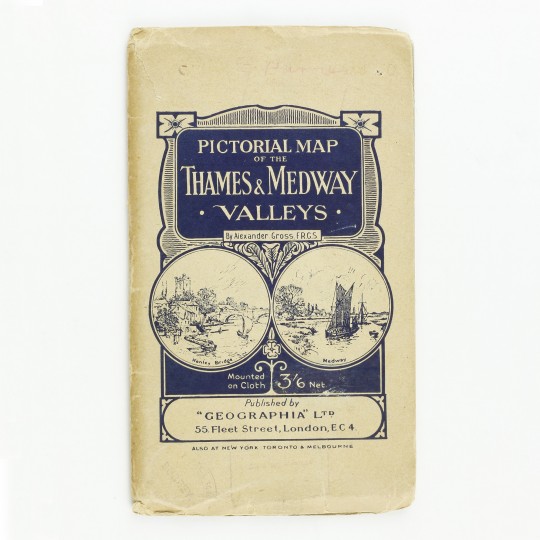 PICTORIAL MAP
OF THE
THAMES & MEDWAY
· VALLEYS ·
By Alexander Gross, F.R.G.S
Henley Bridge
Medway
Mounted
on Cloth
3/6 Net.
Published by
"GEOGRAPHIA" LTD
55. Fleet Street, London, E.C 4.
ALSO AT NEW YORK TORONTO & MELBOURNE